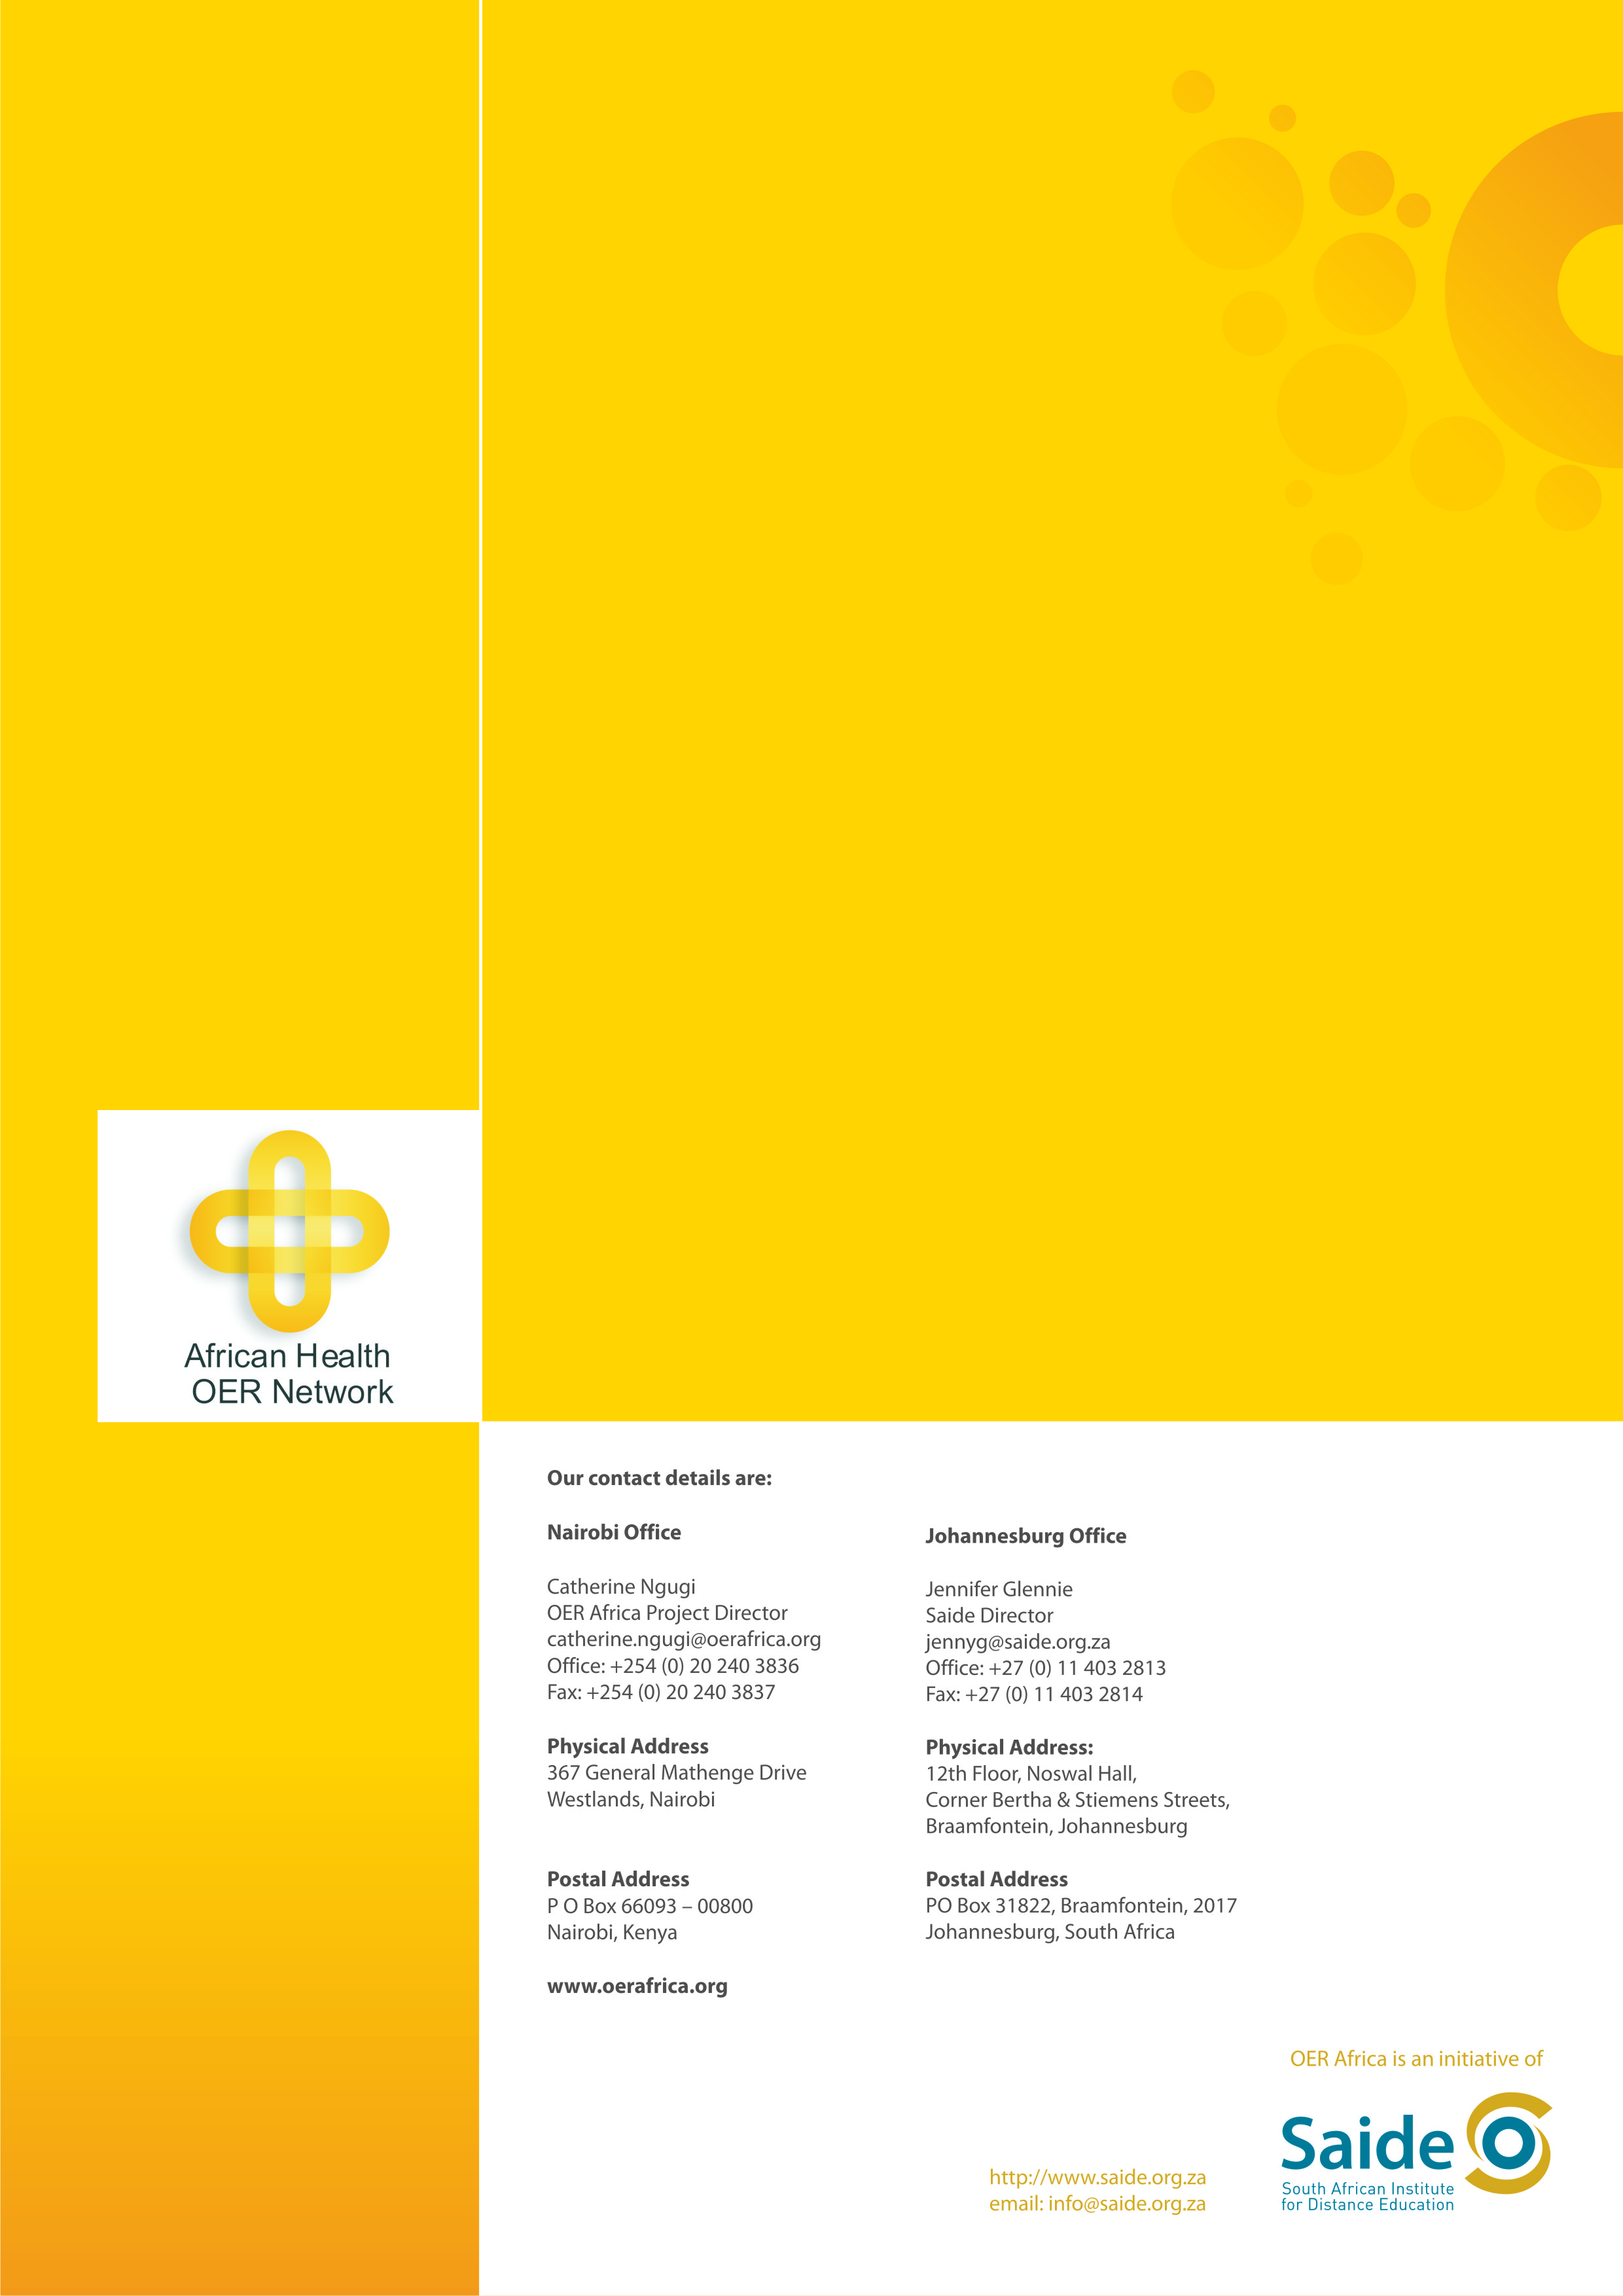 African Health
OER Network
Our contact details are:
Nairobi Office
Catherine Ngugi
OER Africa Project Director
catherine.ngugi@oerafrica.org
Office: +254 (0) 20 240 3836
Fax: +254 (0) 20 240 3837
Physical Address
367 General Mathenge Drive
Westlands, Nairobi
Postal Address
P O Box 66093 – 00800
Nairobi, Kenya
www.oerafrica.org
Johannesburg Office
Jennifer Glennie
Saide Director
jennyg@saide.org.za
Office: +27 (0) 11 403 2813
Fax: +27 (0) 11 403 2814
Physical Address:
12th Floor, Noswal Hall,
Corner Bertha & Stiemens Streets,
Braamfontein, Johannesburg
Postal Address
PO Box 31822, Braamfontein, 2017
Johannesburg, South Africa
OER Africa is an initiative of
Saide
South African Institute
for Distance Education
http://www.saide.org.za
email: info@saide.org.za